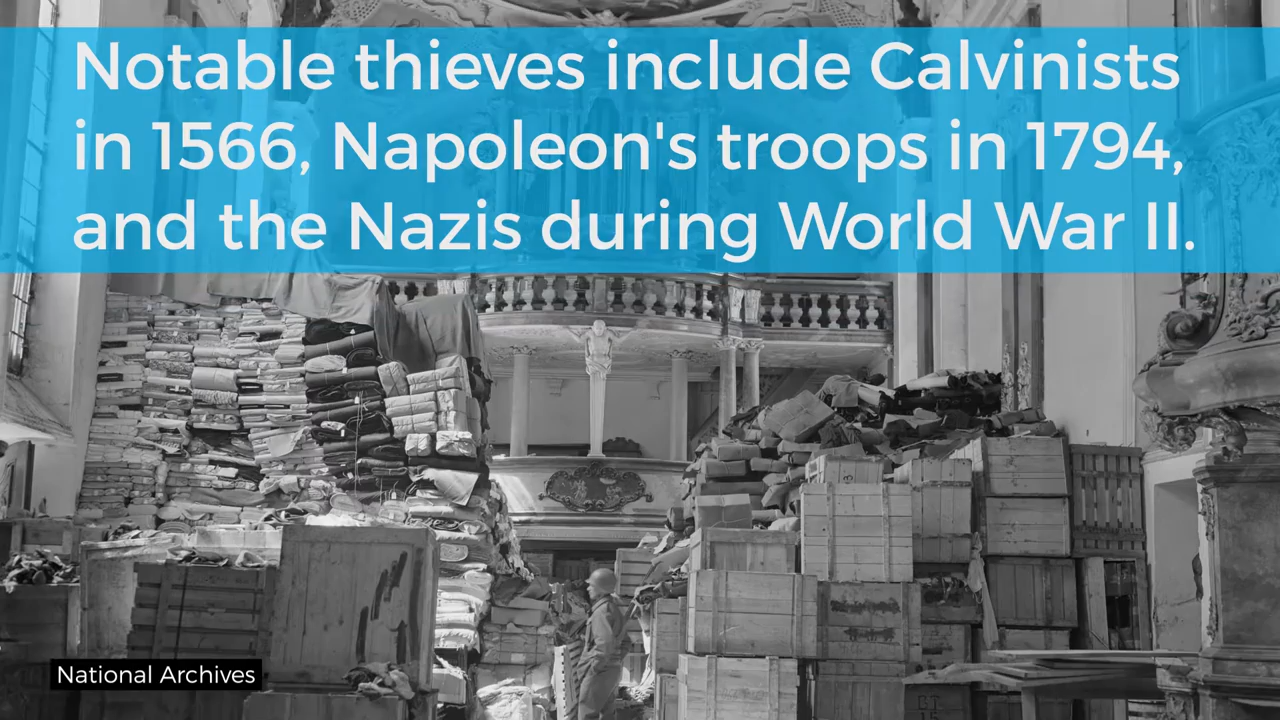 Notable thieves include Calvinists
in 1566, Napoleon's troops in 1794,
and the Nazis during World War II.
National Archives